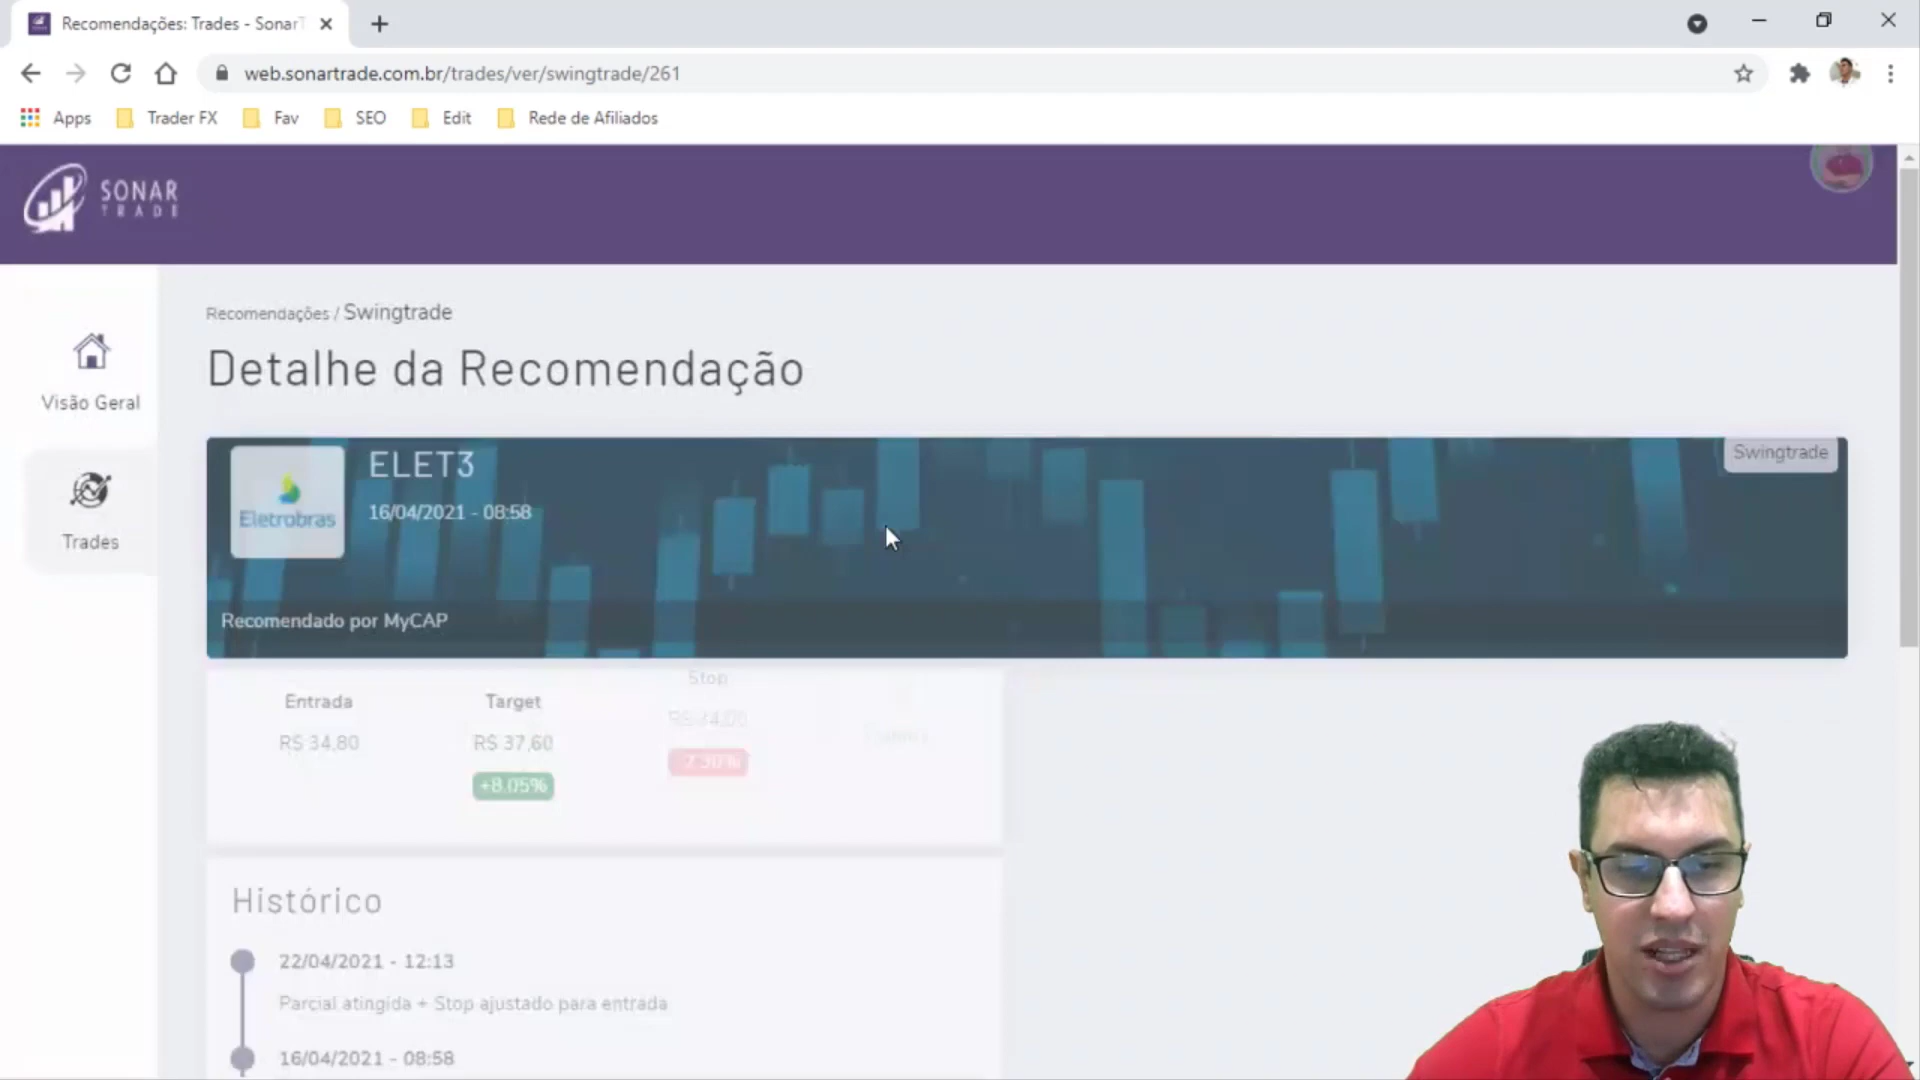 Recomendações: Trades - SonarT
web.sonartrade.com.br/trades/ver/swingtrade/261
Apps
Trader FX
Fav
SEO
Edit
Rede de Afiliados
SONAR
TRADE
Visão Geral
Trades
Recomendações / Swingtrade
Detalhe da Recomendação
Eletrobras
ELET3
16/04/2021 - 08:58
Swingtrade
Recomendado por MyCAP
Entrada
R$ 34,80
Target
R$ 37,60
+8.05%
Stop
Histórico
22/04/2021 - 12:13
Parcial atingida + Stop ajustado para entrada
16/04/2021 - 08:58